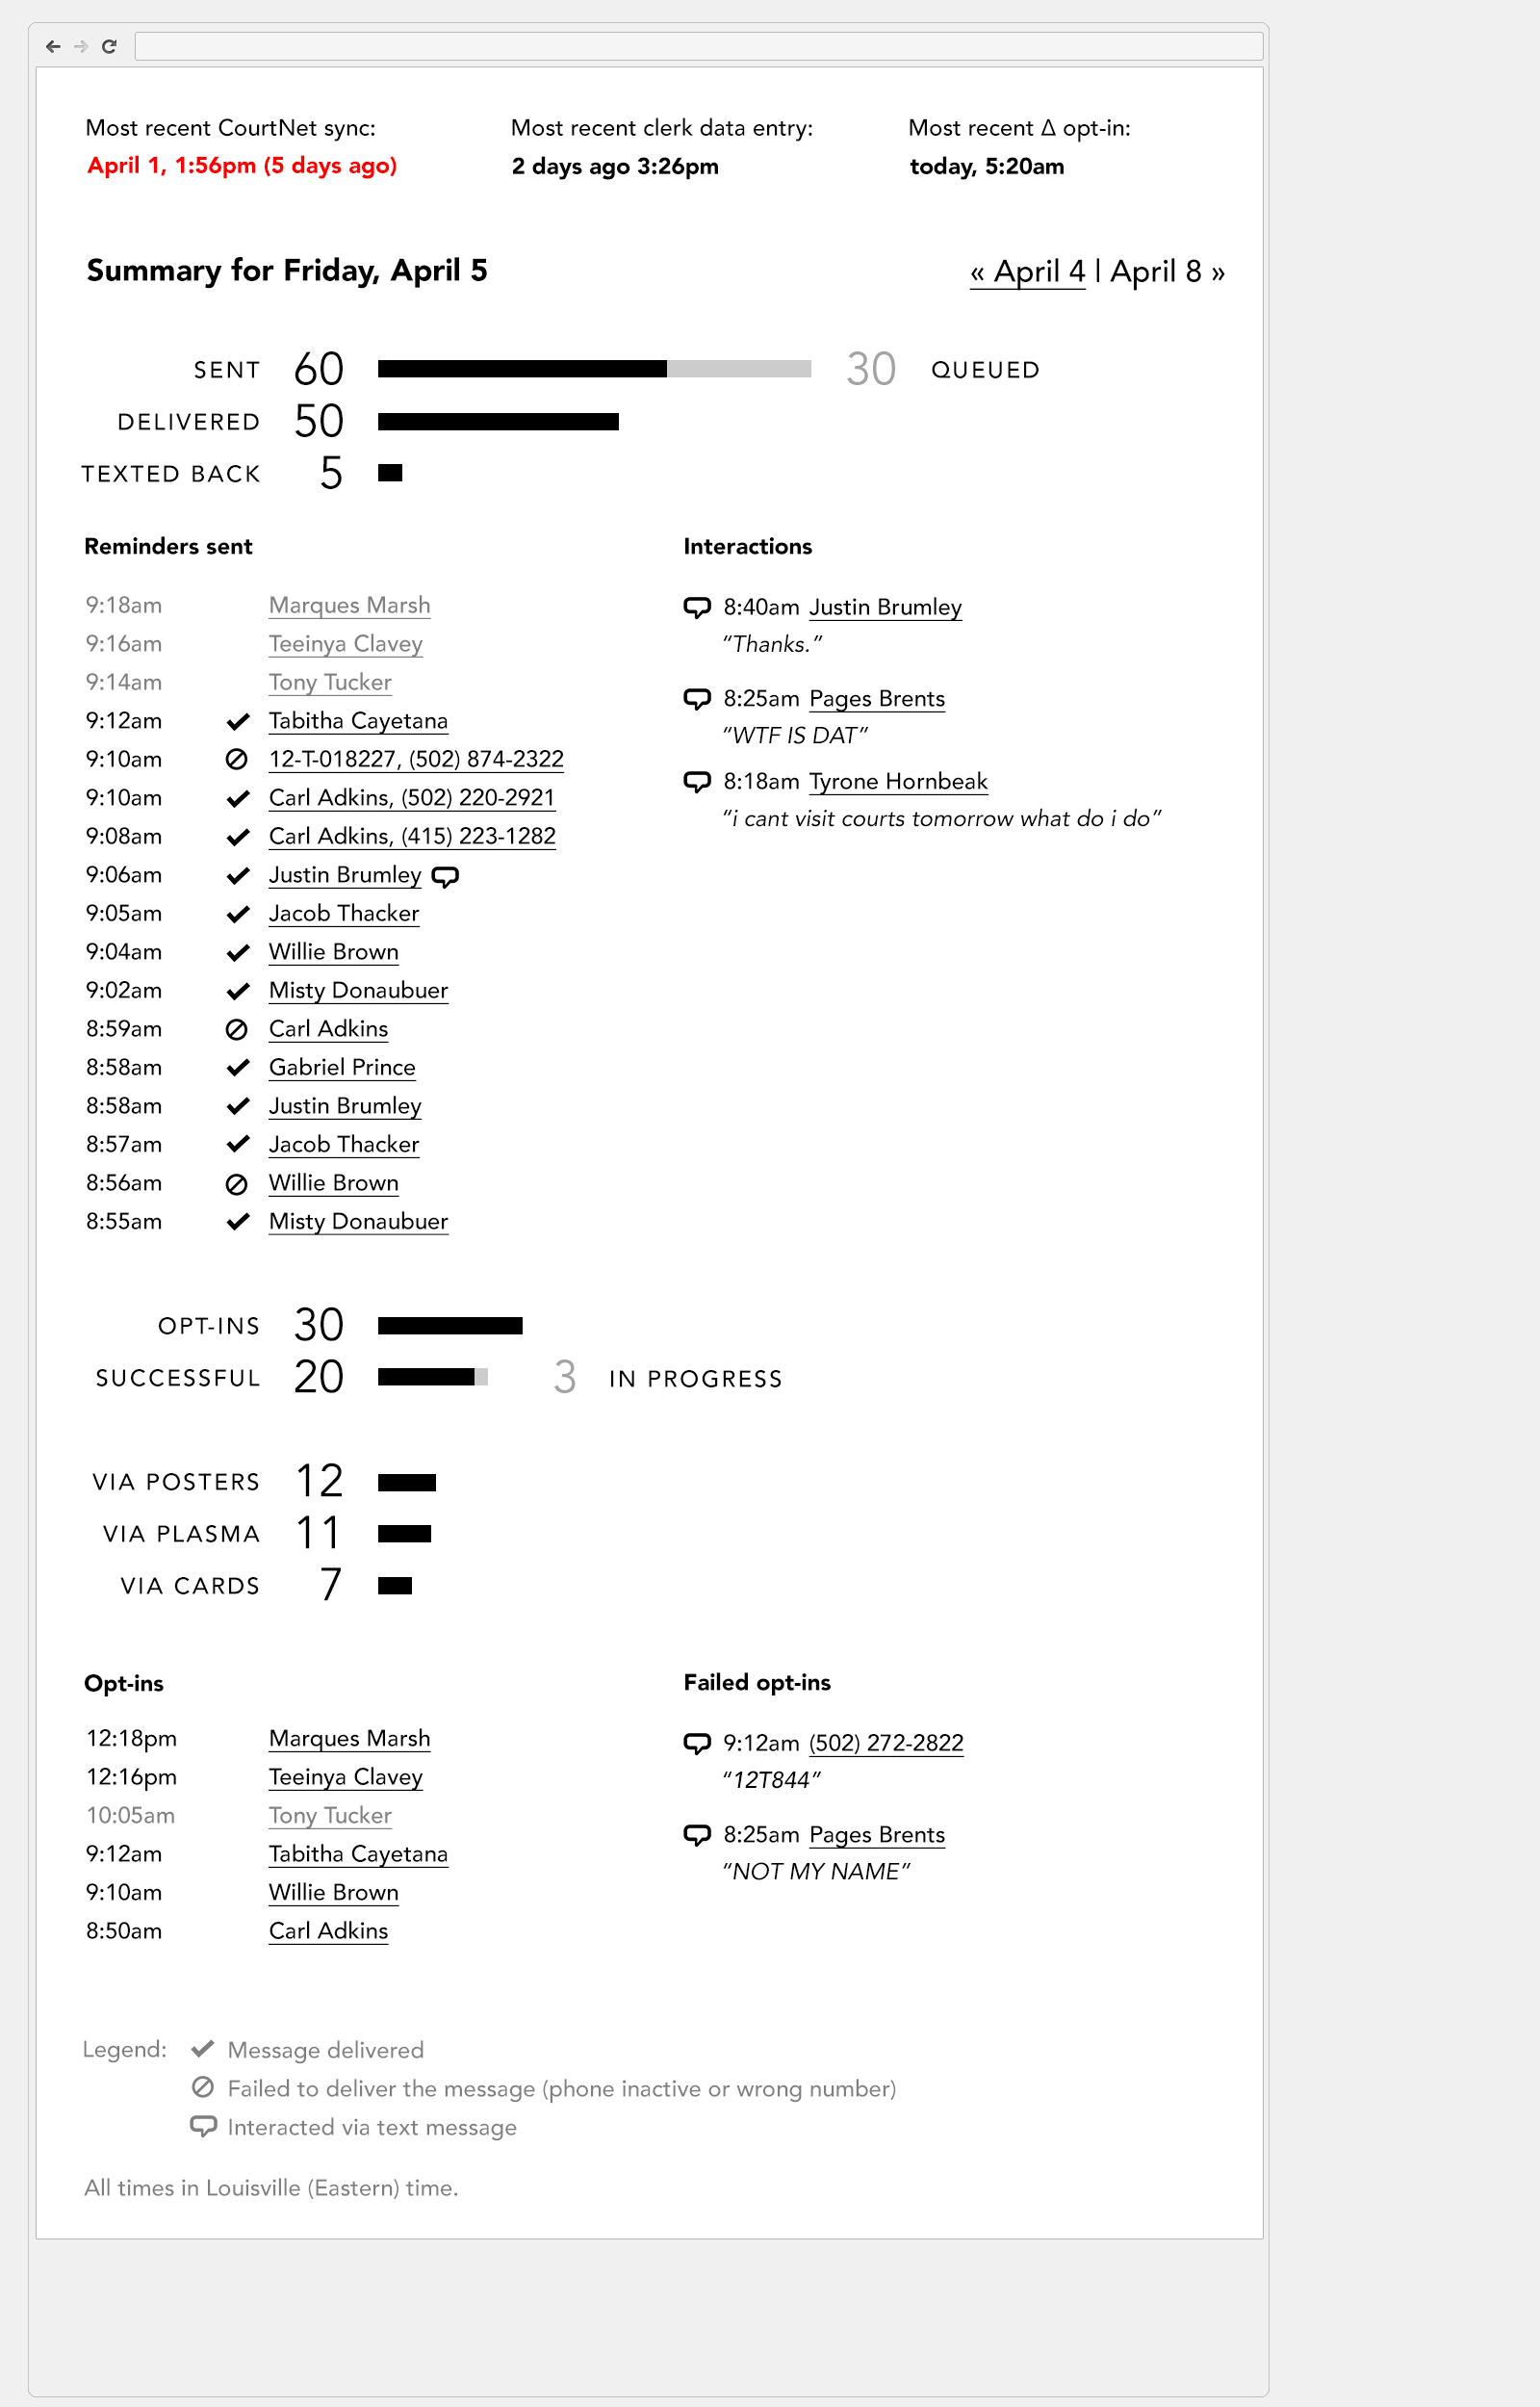 Most recent CourtNet sync:
April 1, 1:56pm (5 days ago)
Most recent clerk data entry:
2 days ago 3:26pm
Most recent Δ opt-in:
today, 5:20am
Summary for Friday, April 5
« April 4 | April 8 »
SENT 60 30 QUEUED
DELIVERED 50
TEXTED BACK 5
Reminders sent
9:18am Marques Marsh
9:16am Teeinya Clavey
9:14am Tony Tucker
9:12am Tabitha Cayetana
9:10am 12-T-018227, (502) 874-2322
9:10am Carl Adkins, (502) 220-2921
9:08am Carl Adkins, (415) 223-1282
9:06am Justin Brumley
9:05am Jacob Thacker
9:04am Willie Brown
9:02am Misty Donaubuer
8:59am Carl Adkins
8:58am Gabriel Prince
8:58am Justin Brumley
8:57am Jacob Thacker
8:56am Willie Brown
8:55am Misty Donaubuer
Interactions
8:40am Justin Brumley
“Thanks.”
8:25am Pages Brents
“WTF IS DAT”
8:18am Tyrone Hornbeak
“i cant visit courts tomorrow what do i do”
OPT-INS 30
SUCCESSFUL 20 3 IN PROGRESS
VIA POSTERS 12
VIA PLASMA 11
VIA CARDS 7
Opt-ins
12:18pm Marques Marsh
12:16pm Teeinya Clavey
10:05am Tony Tucker
9:12am Tabitha Cayetana
9:10am Willie Brown
8:50am Carl Adkins
Failed opt-ins
9:12am (502) 272-2822
“12T844”
8:25am Pages Brents
“NOT MY NAME”
Legend: Message delivered
Failed to deliver the message (phone inactive or wrong number)
Interacted via text message
All times in Louisville (Eastern) time.